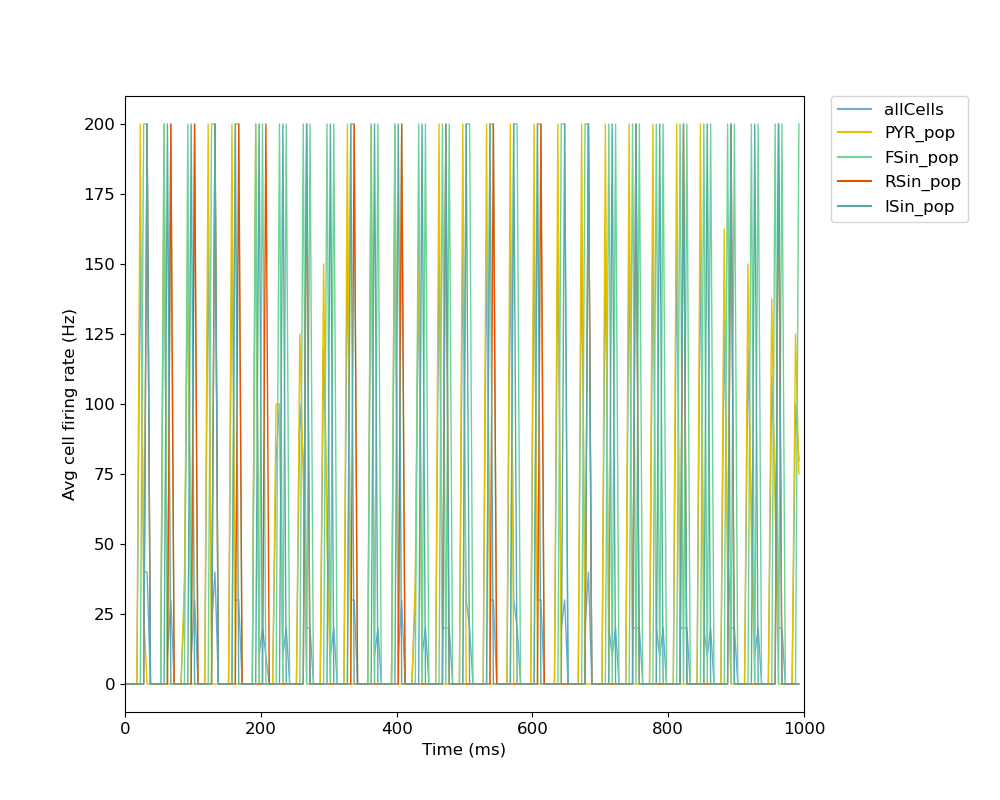 allCells
PYR_pop
FSin_pop
RSin_pop
ISin_pop
200
175
150
125
100
75
50
25
0
Avg cell firing rate (Hz)
0 200 400 600 800 1000
Time (ms)